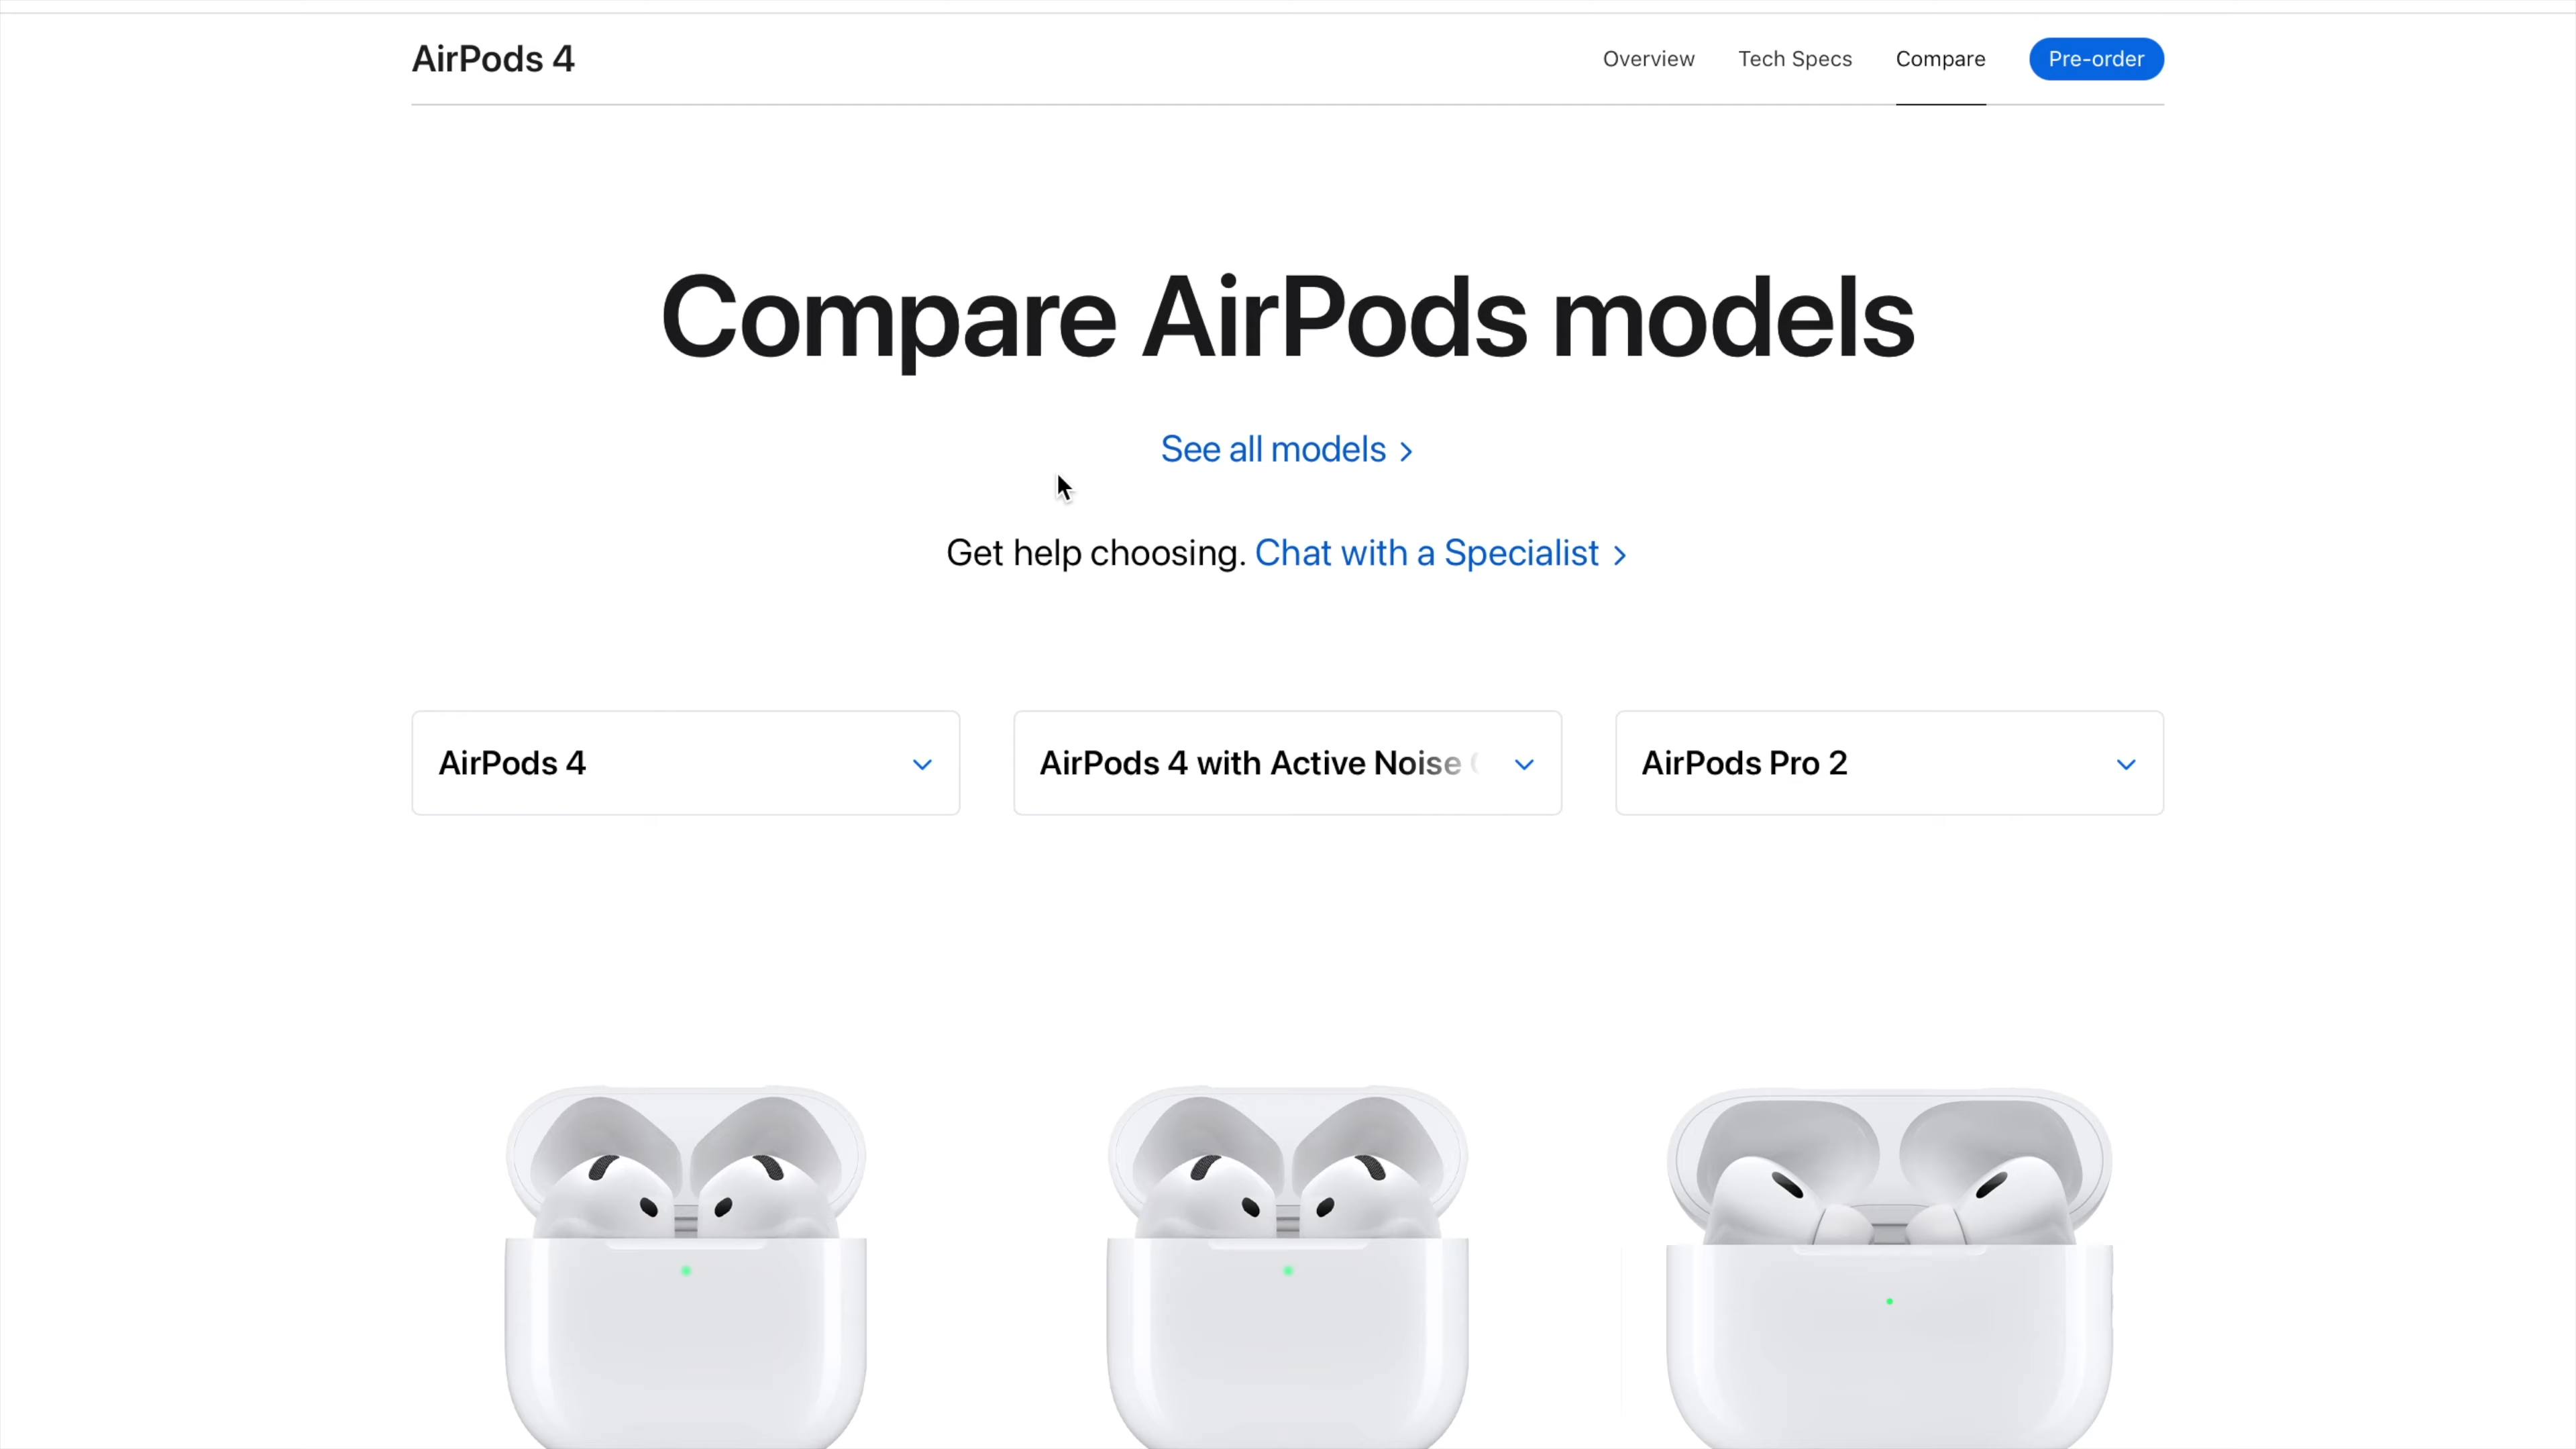 AirPods 4
Overview Tech Specs Compare Pre-order
Compare AirPods models
See all models >
Get help choosing. Chat with a Specialist >
AirPods 4
AirPods 4 with Active Noise
AirPods Pro 2